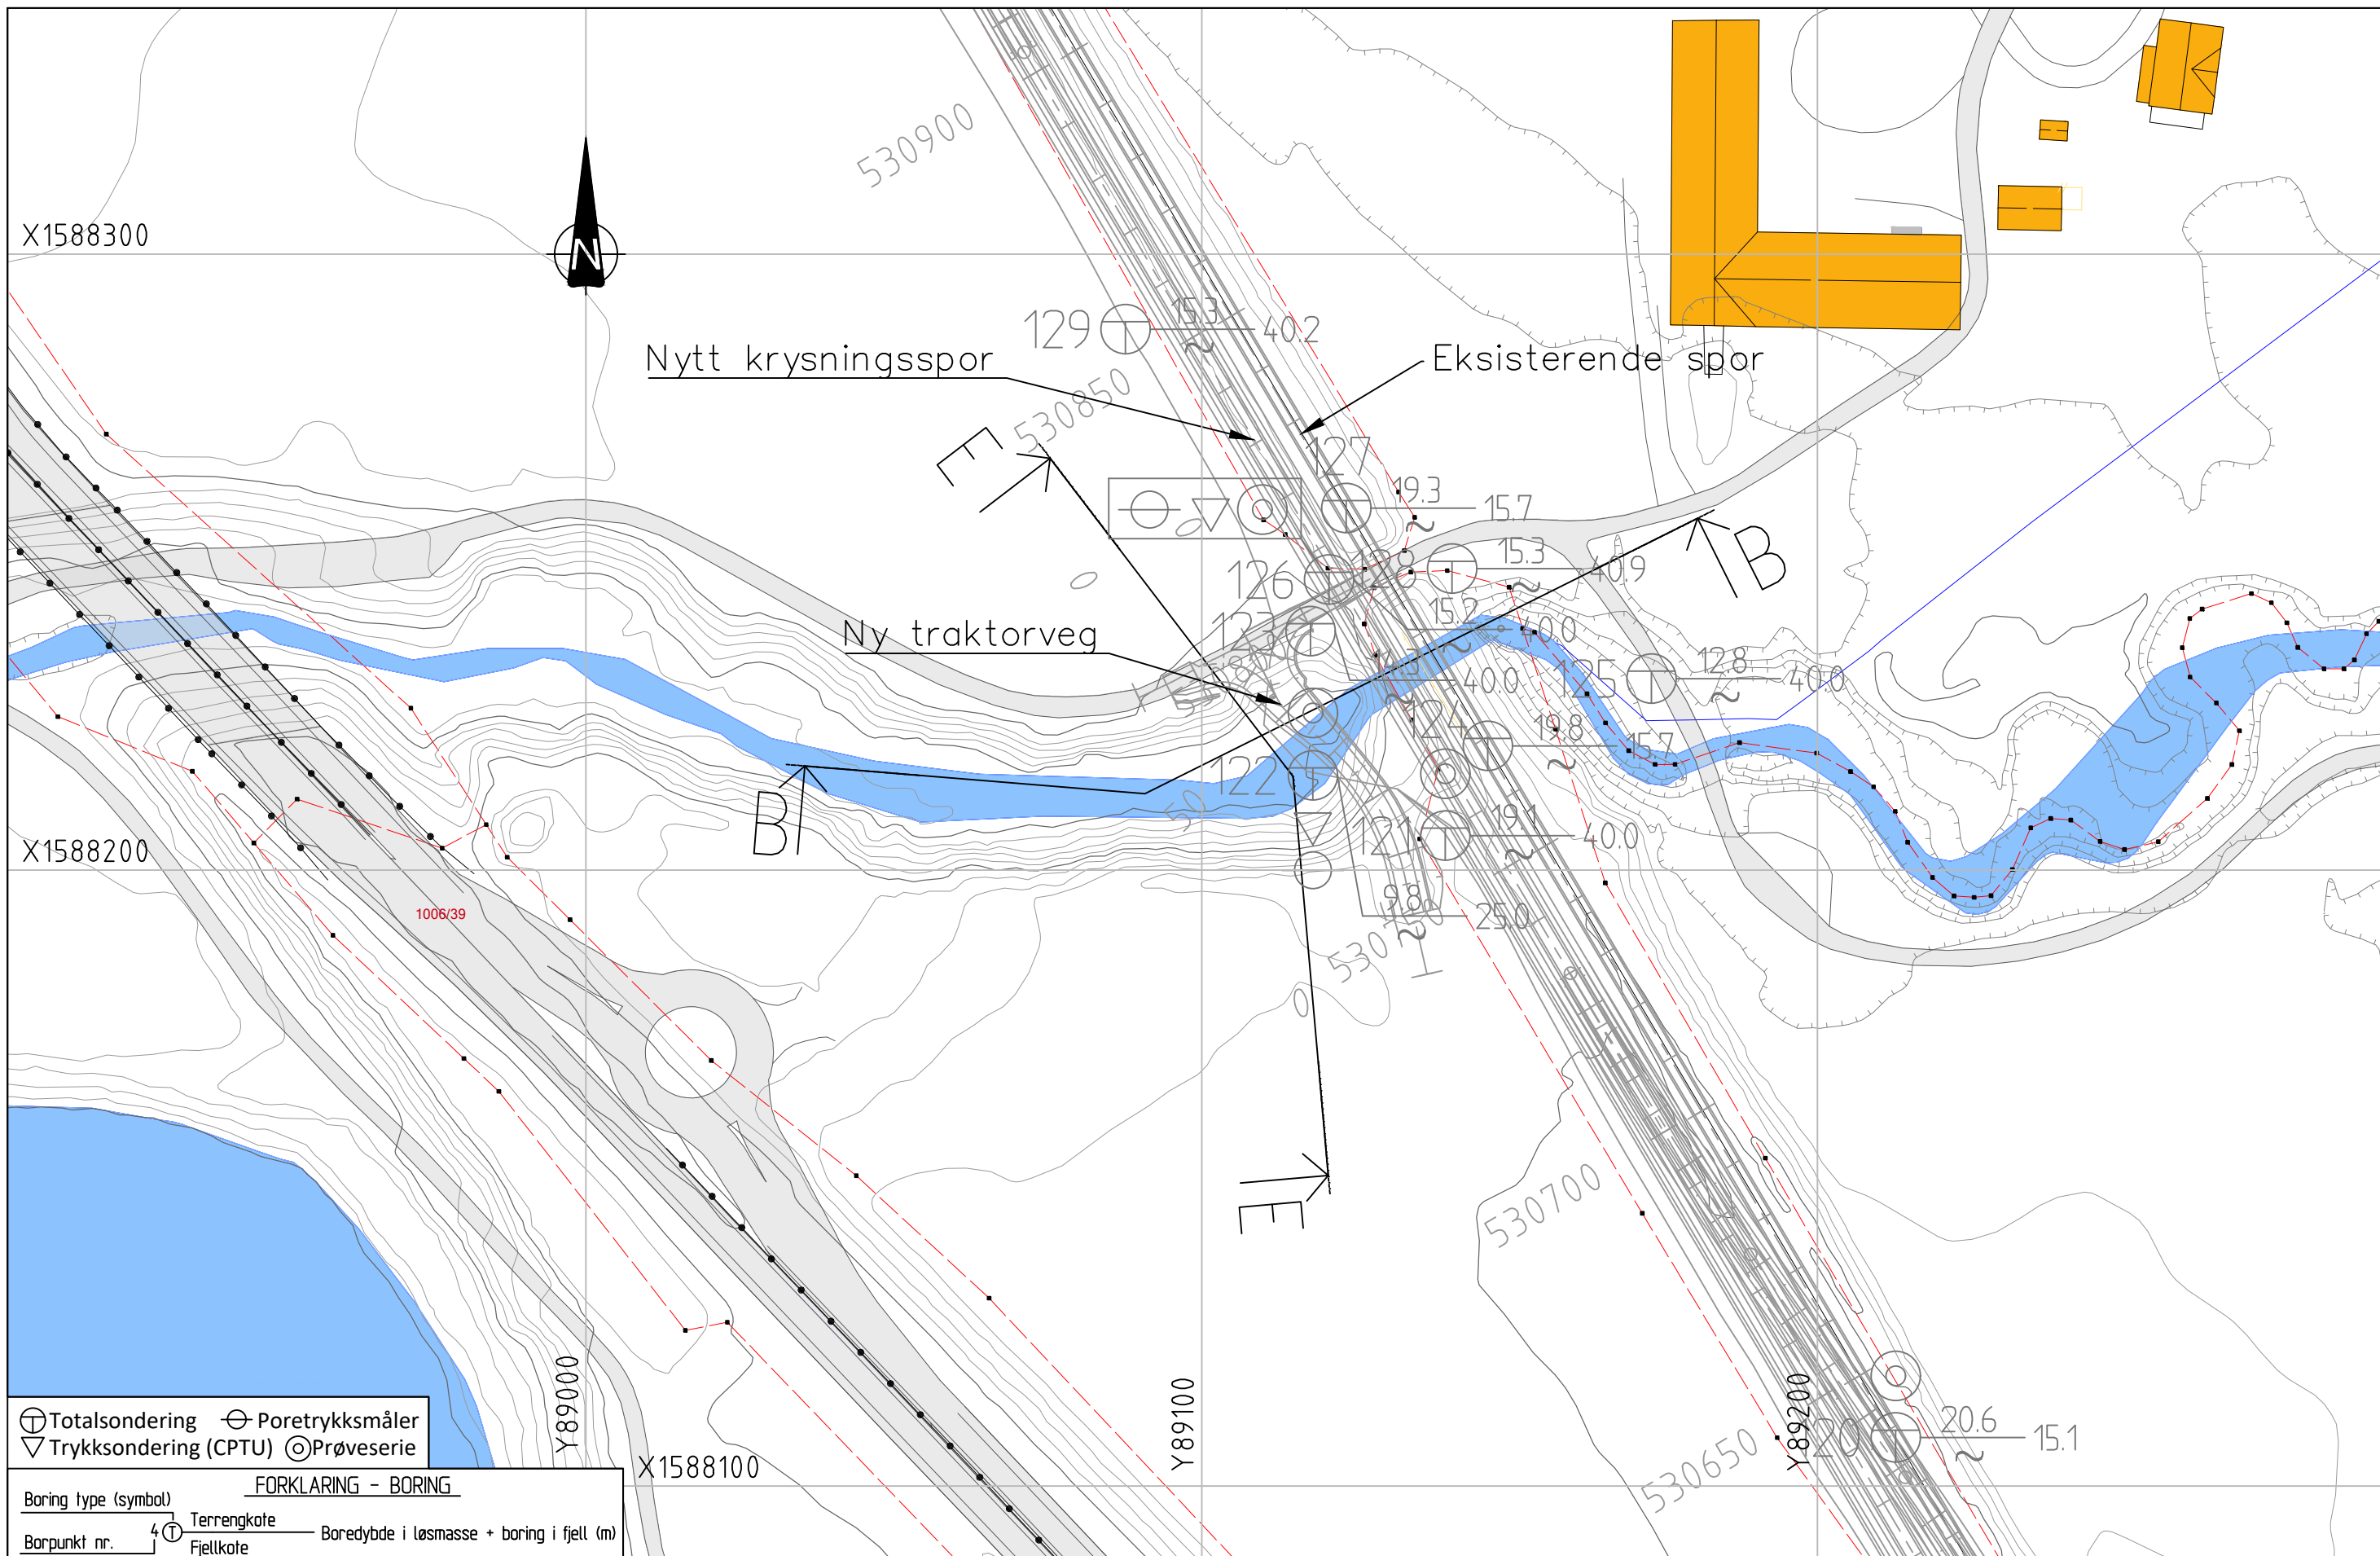 530900
X1588300
N
129
15.3
~
40.2
Nytt krysningsspor
Eksisterende spor
530850
E
127
19.3
~
15.7
B
126
128
15.3
~
40.9
123
15.2
~
40.0
Ny traktorveg
40.0
125
12.8
~
40.0
124
19.8
~
15.7
122
B
121
19.1
~
40.0
X1588200
1006/39
9.8
~
25.0
E
530700
Y89000
Y89100
Y89200
20.6
~
15.1
530650
X1588100
Totalsondering
Poretrykksmåler
Trykksondering (CPTU)
Prøveserie
FORKLARING - BORING
Boring type (symbol)
Borpunkt nr.
4
Terrengkote
Fjellkote
Boredybde i løsmasse + boring i fjell (m)